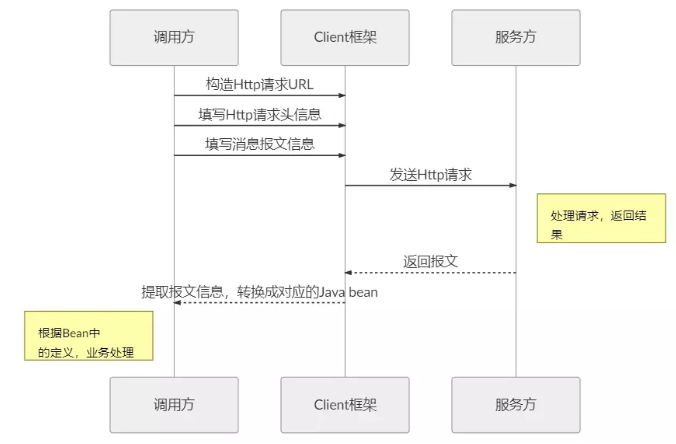 调用方 Client框架 服务方
构造Http请求URL
填写Http请求头信息
填写消息报文信息
发送Http请求
处理请求，返回结
果
返回报文
提取报文信息，转换成对应的Java bean
根据Bean中
的定义，业务处理
调用方 Client框架 服务方